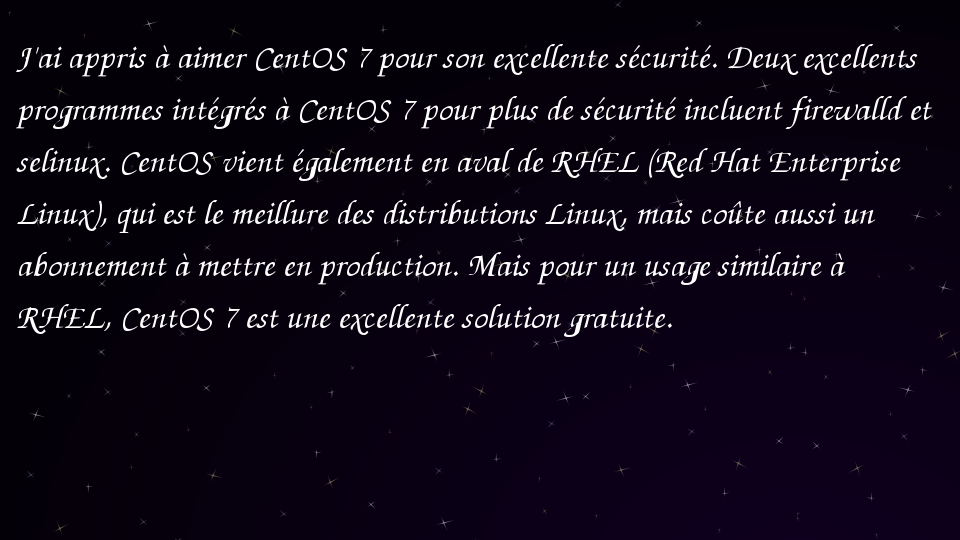 J'ai appris à aimer CentOS 7 pour son excellente sécurité. Deux excellents
programmes intégrés à CentOS 7 pour plus de sécurité incluent firewalld et
selinux. CentOS vient également en aval de RHEL (Red Hat Enterprise
Linux), qui est le meillure des distributions Linux, mais coûte aussi un
abonnement à mettre en production. Mais pour un usage similaire à
RHEL, CentOS 7 est une excellente solution gratuite.